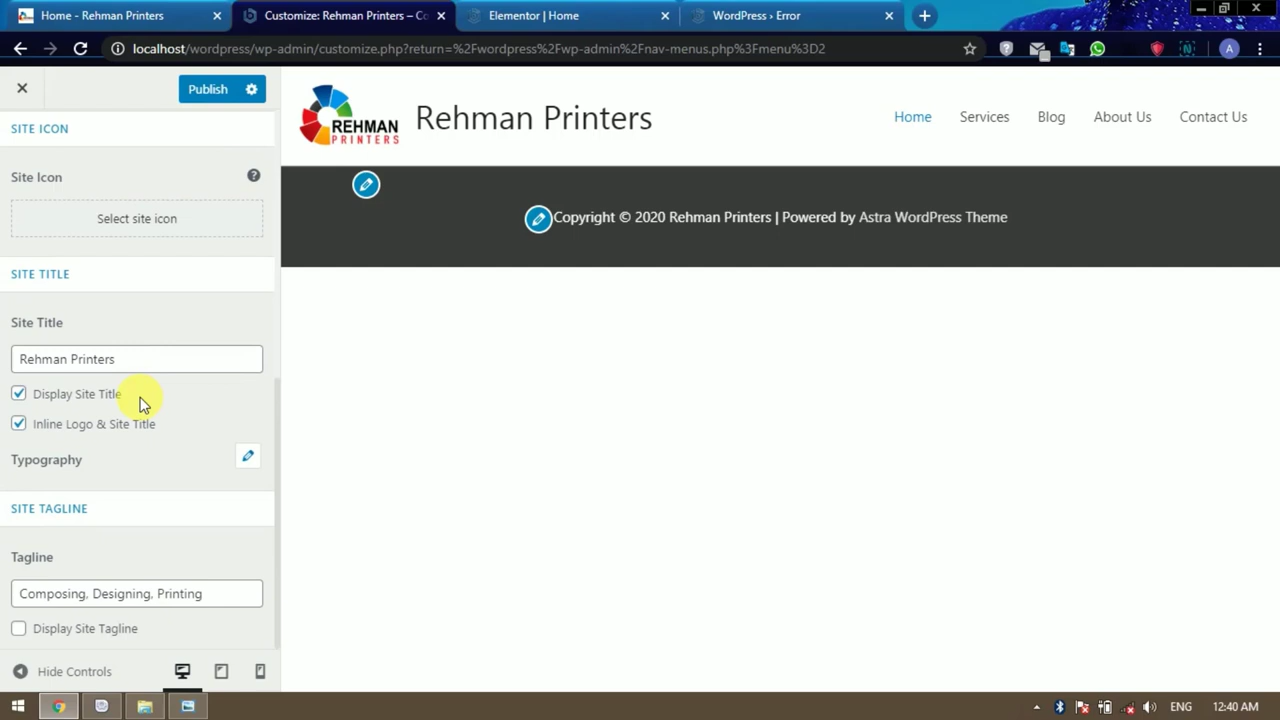 Home - Rehman Printers
Customize: Rehman Printers – Co
Elementor | Home
WordPress › Error
localhost/wordpress/wp-admin/customize.php?return=%2Fwordpress%2Fwp-admin%2Fnav-menus.php%3Fmenu%3D2
A
Publish
SITE ICON
Site Icon
Select site icon
SITE TITLE
Site Title
Rehman Printers
Display Site Title
Inline Logo & Site Title
Typography
SITE TAGLINE
Tagline
Composing, Designing, Printing
Display Site Tagline
Hide Controls
REHMAN
PRINTERS
Rehman Printers
Home
Services
Blog
About Us
Contact Us
Copyright © 2020 Rehman Printers | Powered by Astra WordPress Theme
ENG
12:40 AM